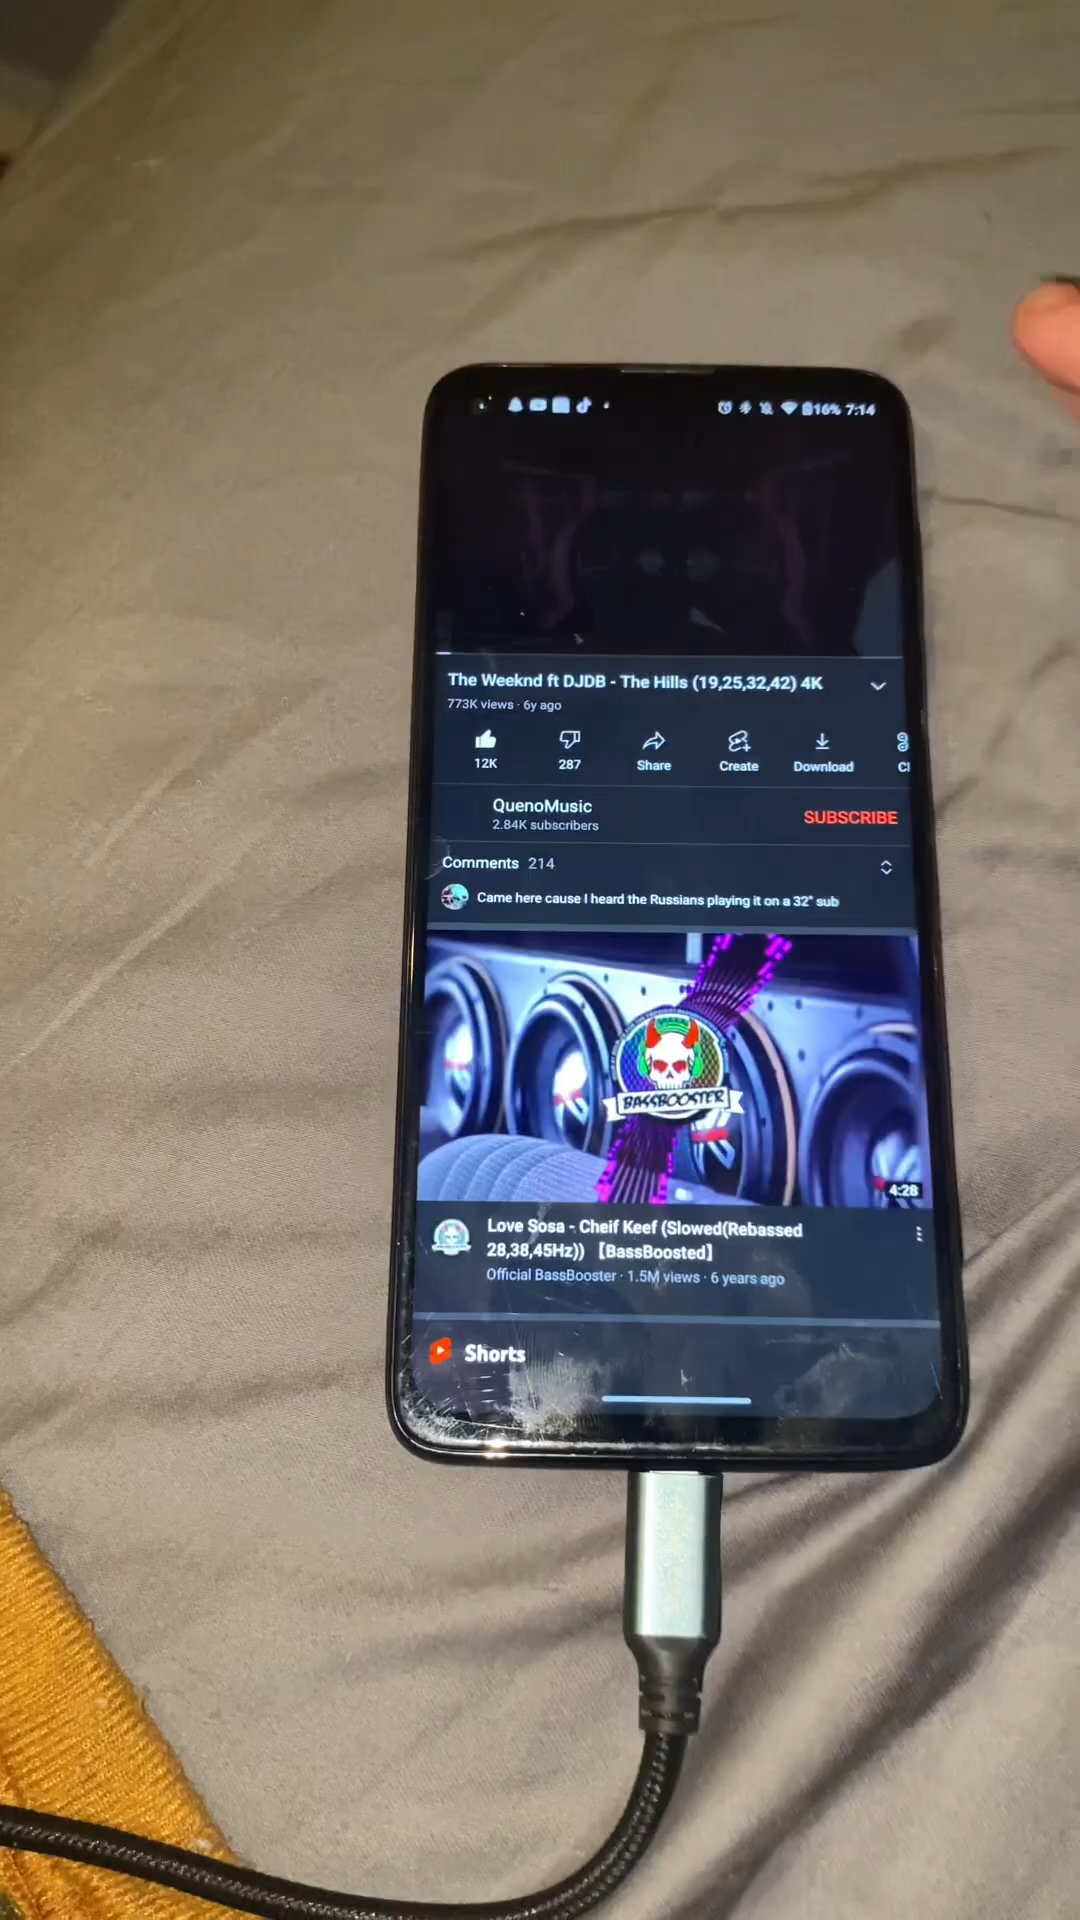 16% 7:14
The Weeknd ft DJDB - The Hills (19,25,32,42) 4K
773K views · 6y ago
12K 287 Share Create Download
QuenoMusic
2.84K subscribers
SUBSCRIBE
Comments 214
Came here cause I heard the Russians playing it on a 32" sub
BASSBOOSTER
4:28
Love Sosa - Cheif Keef (Slowed(Rebassed
28,38,45Hz)) 【BassBoosted】
Official BassBooster · 1.5M views · 6 years ago
Shorts